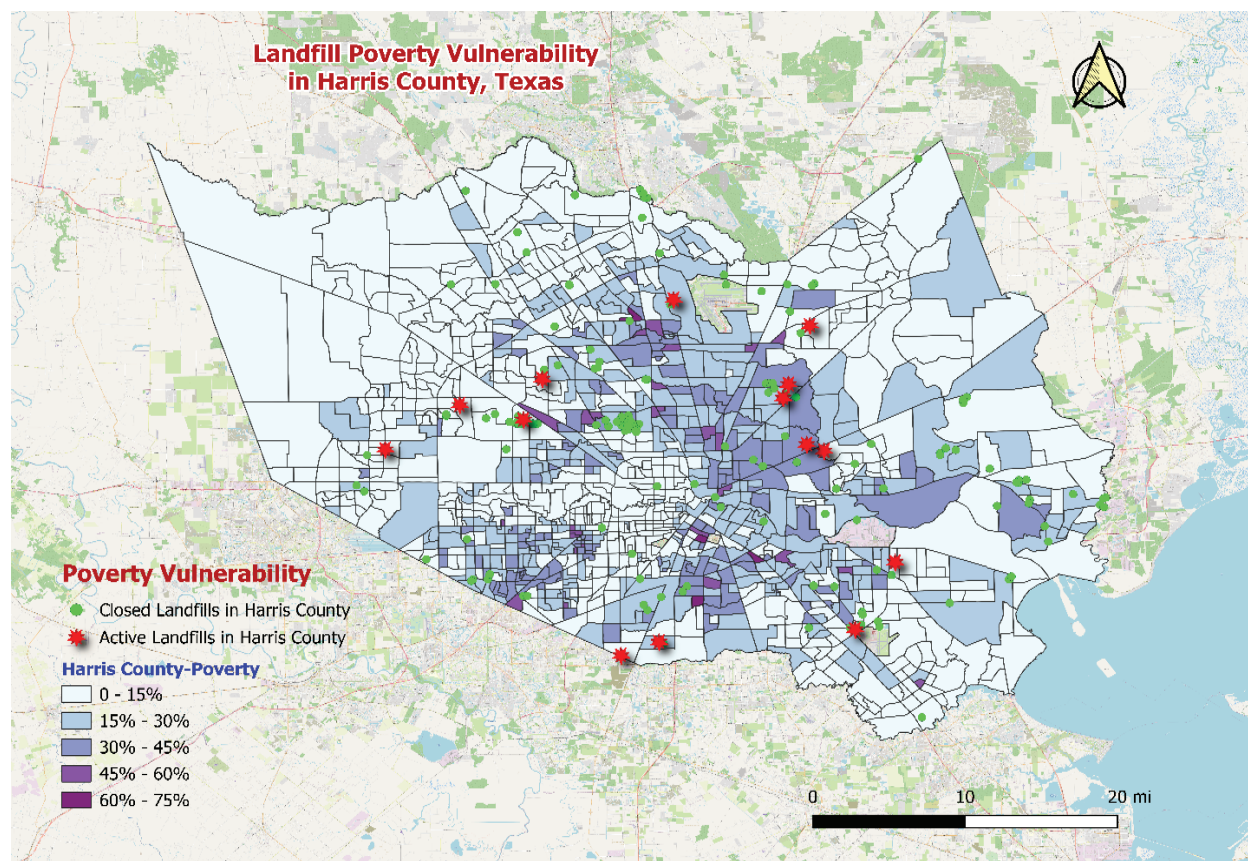 Landfill Poverty Vulnerability
in Harris County, Texas
Poverty Vulnerability
Closed Landfills in Harris County
Active Landfills in Harris County
Harris County-Poverty
0 - 15%
15% - 30%
30% - 45%
45% - 60%
60% - 75%
0 10 20 mi